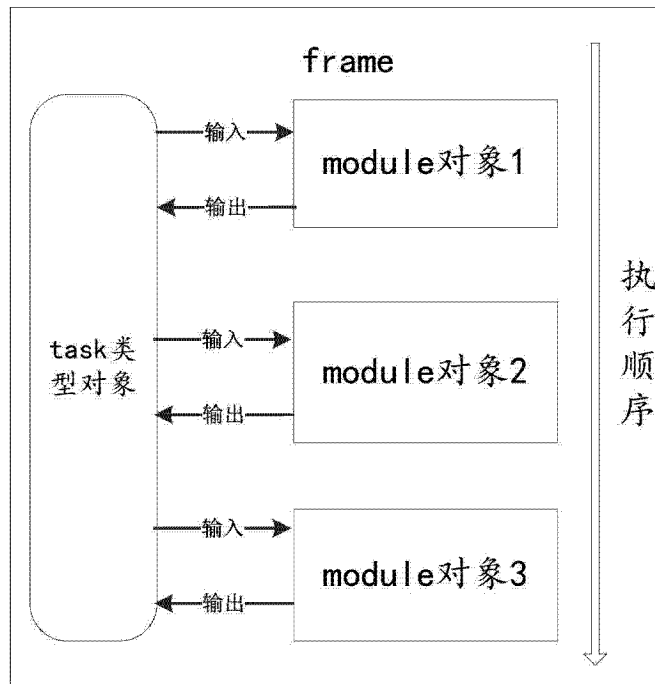 frame
输入
module对象1
输出
输入
task类
型对象
module对象2
输出
输入
module对象3
输出
执
行
顺
序